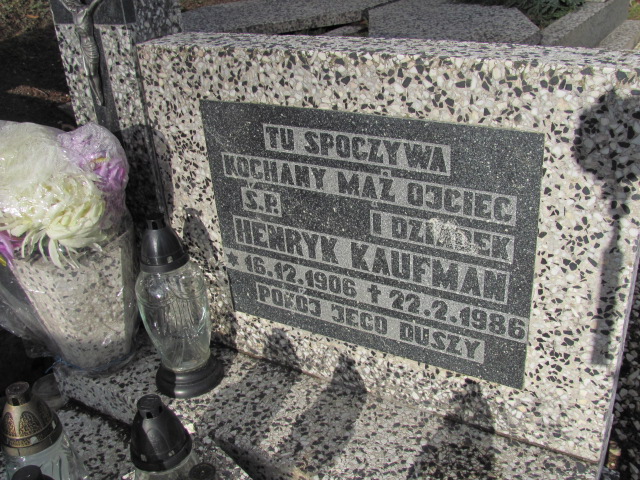 TU SPOCZYWA
KOCHANY MĄŻ OJCIEC
Ś.P. I DZIADEK
HENRYK KAUFMAN
* 16.12.1906 † 22.2.1986
POKÓJ JEGO DUSZY